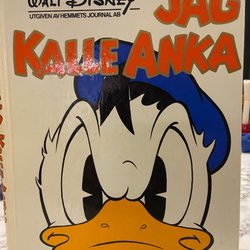 WALT DISNEY
UTGIVEN AV HEMMETS JOURNAL AB
JAG
KALLE ANKA